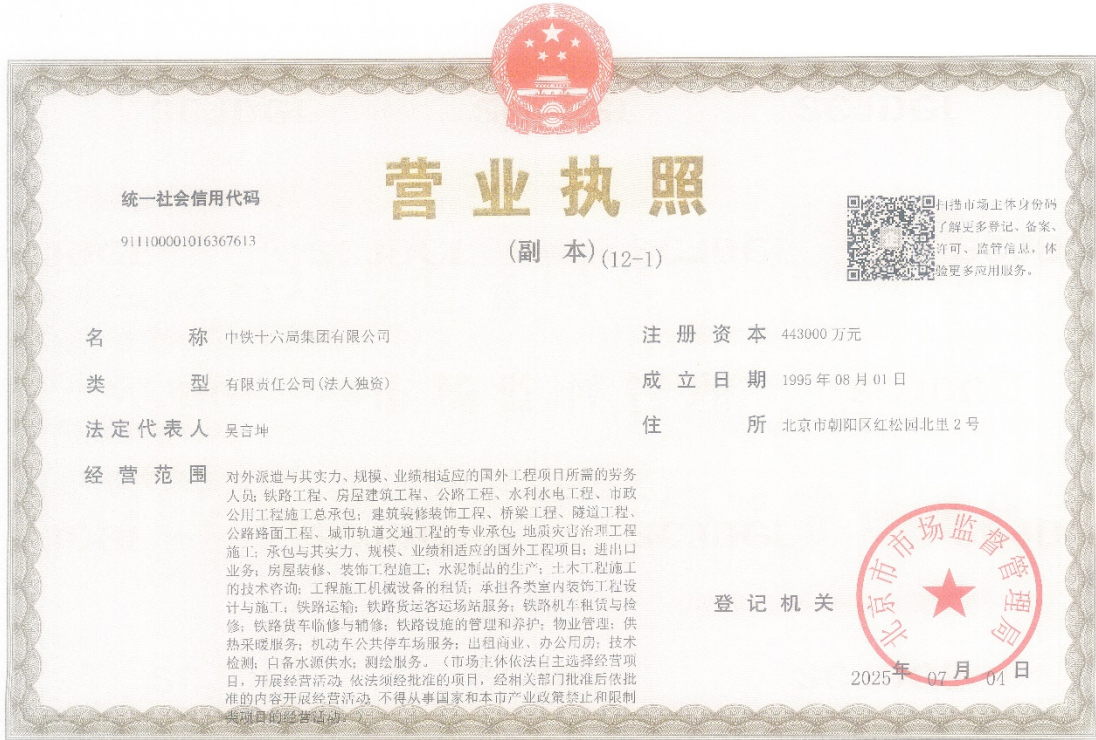 营业执照
(副 本)(12-1)
统一社会信用代码
911100001016367613
扫描市场主体身份码
了解更多登记、备案、
许可、监管信息，体
验更多应用服务。
名称 中铁十六局集团有限公司
类型 有限责任公司(法人独资)
法定代表人 吴言坤
经营范围 对外派遣与其实力、规模、业绩相适应的国外工程项目所需的劳务
人员；铁路工程、房屋建筑工程、公路工程、水利水电工程、市政
公用工程施工总承包；建筑装修装饰工程、桥梁工程、隧道工程、
公路路面工程、城市轨道交通工程的专业承包；地质灾害治理工程
施工；承包与其实力、规模、业绩相适应的国外工程项目；进出口
业务；房屋装修、装饰工程施工；水泥制品的生产；土木工程施工
的技术咨询；工程施工机械设备的租赁；承担各类室内装饰工程设
计与施工；铁路运输；铁路货运客运场站服务；铁路机车租赁与检
修；铁路货车临修与辅修；铁路设施的管理和养护；物业管理；供
热采暖服务；机动车公共停车场服务；出租商业、办公用房；技术
检测；自备水源供水；测绘服务。（市场主体依法自主选择经营项
目，开展经营活动；依法须经批准的项目，经相关部门批准后依批
准的内容开展经营活动；不得从事国家和本市产业政策禁止和限制
类项目的经营活动。）
注册资本 443000万元
成立日期 1995年08月01日
住所 北京市朝阳区红松园北里2号
登记机关
北京市市场监督管理局
2025年 07月 04日